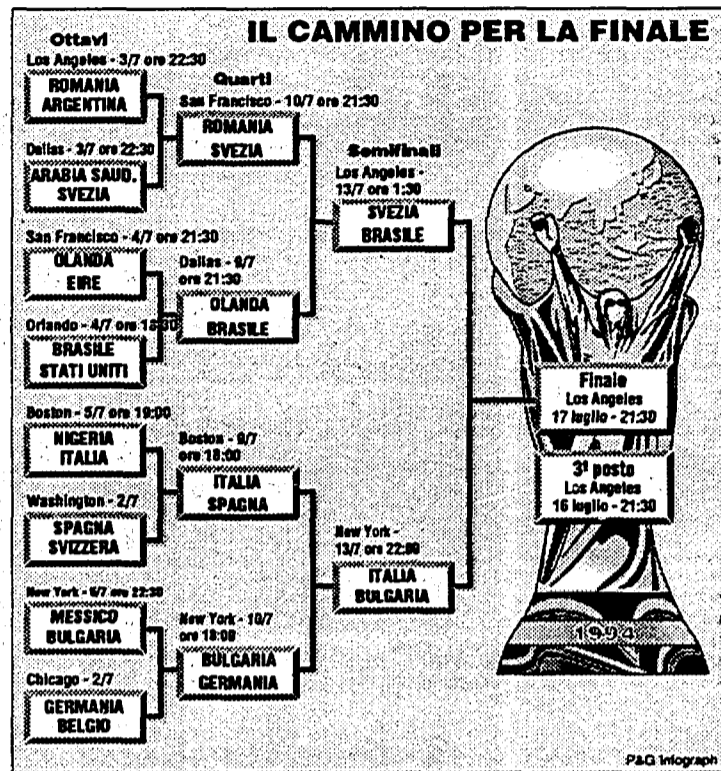 IL CAMMINO PER LA FINALE
Ottavi
Los Angeles - 3/7 ore 22:30
ROMANIA
ARGENTINA
Dallas - 3/7 ore 22:30
ARABIA SAUD.
SVEZIA
San Francisco - 4/7 ore 21:30
OLANDA
EIRE
Orlando - 4/7 ore
BRASILE
STATI UNITI
Boston - 5/7 ore 19:00
NIGERIA
ITALIA
Washington - 2/7
SPAGNA
SVIZZERA
New York - 5/7 ore 22:30
MESSICO
BULGARIA
Chicago - 2/7
GERMANIA
BELGIO
Quarti
San Francisco - 10/7 ore 21:30
ROMANIA
SVEZIA
Dallas - 9/7
ore 21:30
OLANDA
BRASILE
Boston - 9/7
ore 18:00
ITALIA
SPAGNA
New York - 10/7
ore 18:00
BULGARIA
GERMANIA
Semifinali
Los Angeles -
13/7 ore 1:30
SVEZIA
BRASILE
New York -
13/7 ore 22:00
ITALIA
BULGARIA
Finale
Los Angeles
17 luglio - 21:30
3º posto
Los Angeles
16 luglio - 21:30
1994
P&G Infograph